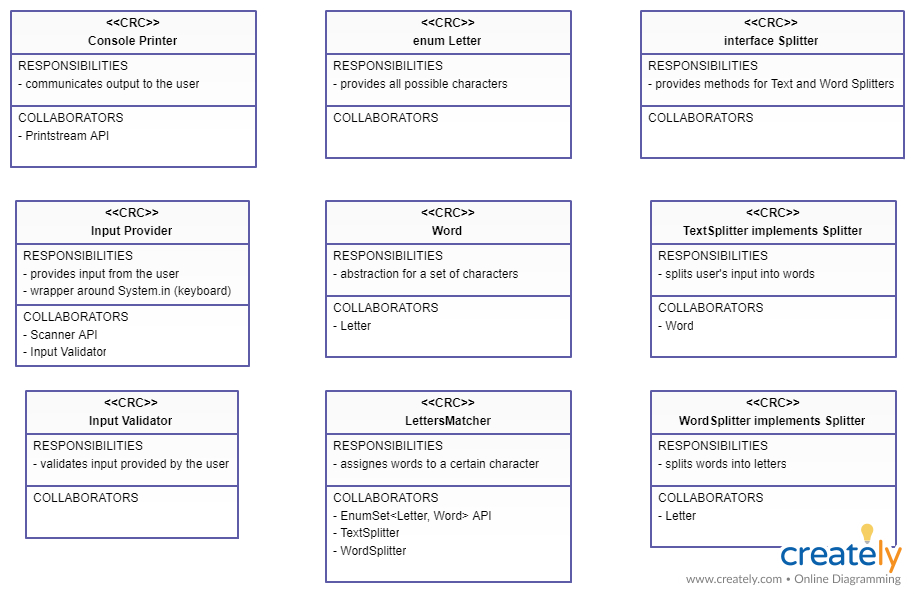 <<CRC>>
Console Printer
RESPONSIBILITIES
- communicates output to the user
COLLABORATORS
- Printstream API
<<CRC>>
enum Letter
RESPONSIBILITIES
- provides all possible characters
COLLABORATORS
<<CRC>>
interface Splitter
RESPONSIBILITIES
- provides methods for Text and Word Splitters
COLLABORATORS
<<CRC>>
Input Provider
RESPONSIBILITIES
- provides input from the user
- wrapper around System.in (keyboard)
COLLABORATORS
- Scanner API
- Input Validator
<<CRC>>
Word
RESPONSIBILITIES
- abstraction for a set of characters
COLLABORATORS
- Letter
<<CRC>>
TextSplitter implements Splitter
RESPONSIBILITIES
- splits user's input into words
COLLABORATORS
- Word
<<CRC>>
Input Validator
RESPONSIBILITIES
- validates input provided by the user
COLLABORATORS
<<CRC>>
LettersMatcher
RESPONSIBILITIES
- assignes words to a certain character
COLLABORATORS
- EnumSet<Letter, Word> API
- TextSplitter
- WordSplitter
<<CRC>>
WordSplitter implements Splitter
RESPONSIBILITIES
- splits words into letters
COLLABORATORS
- Letter
creately
www.creately.com • Online Diagramming